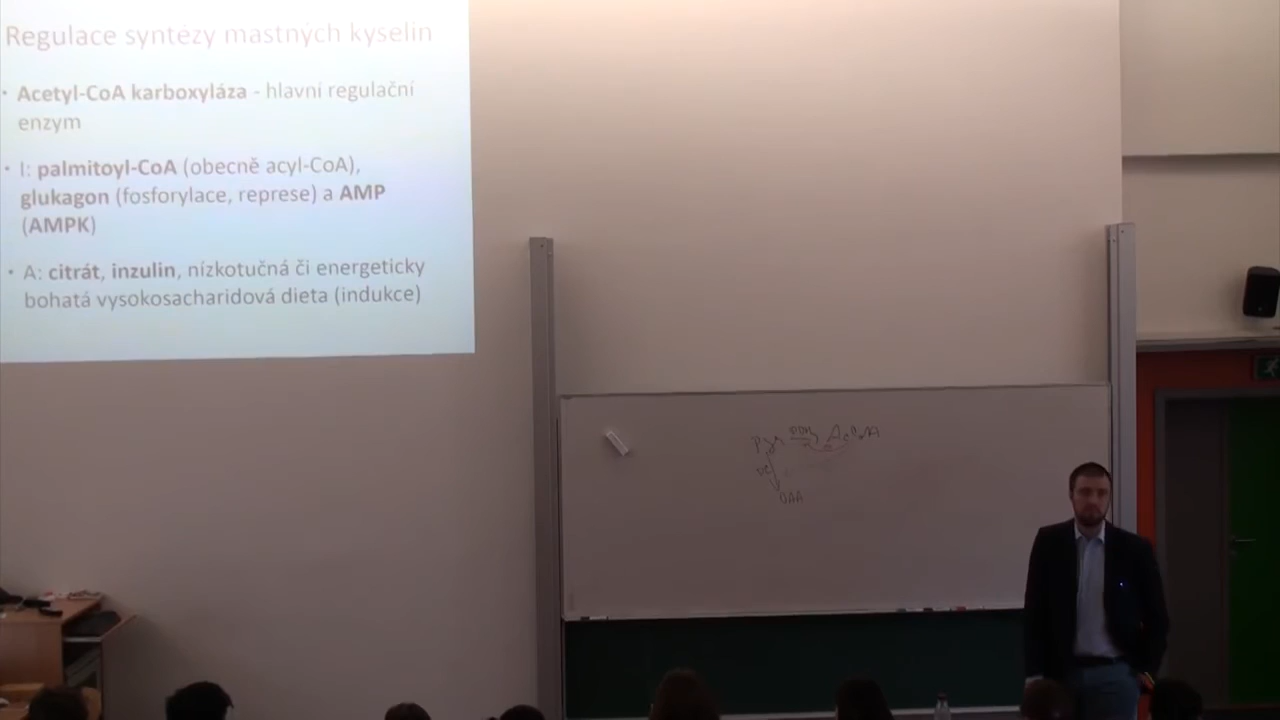 Regulace syntézy mastných kyselin
• Acetyl-CoA karboxyláza - hlavní regulační
enzym
• I: palmitoyl-CoA (obecně acyl-CoA),
glukagon (fosforylace, represe) a AMP
(AMPK)
• A: citrát, inzulin, nízkotučná či energeticky
bohatá vysokosacharidová dieta (indukce)
Pyr PDH AcCoA
OAA